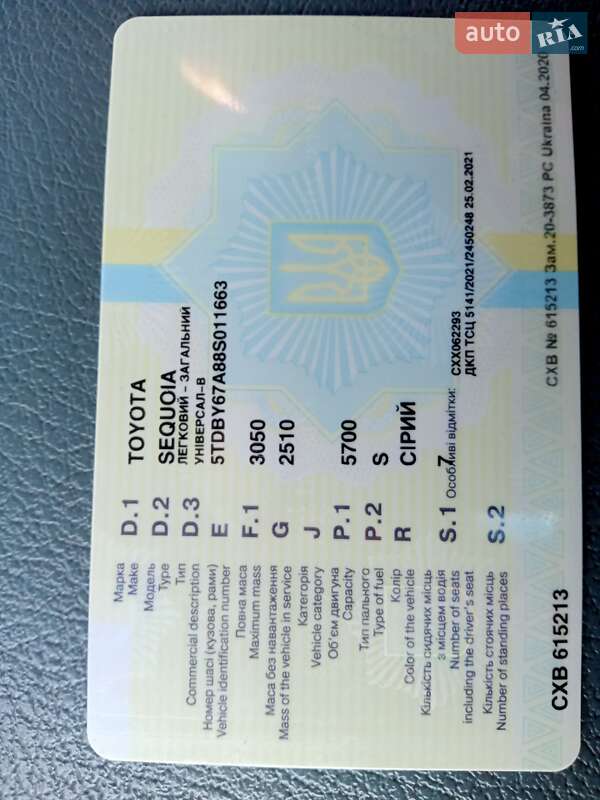 auto RIA.com
D.1 TOYOTA
Марка
Make
D.2 SEQUOIA
Модель
Type
D.3 ЛЕГКОВИЙ - ЗАГАЛЬНИЙ
УНІВЕРСАЛ-В
Тип
Commercial description
E 5TDBY67A88S011663
Номер шасі (кузова, рами)
Vehicle identification number
F.1 3050
Повна маса
Maximum mass
G 2510
Маса без навантаження
Mass of the vehicle in service
J
Категорія
Vehicle category
P.1 5700
Об'єм двигуна
Capacity
P.2 S
Тип пального
Type of fuel
R СІРИЙ
Колір
Color of the vehicle
S.1 7
Кількість сидячих місць
з місцем водія
Number of seats
including the driver's seat
Особливі відмітки:
CXX062293
ДКП ТСЦ 5141/2021/2450248 25.02.2021
S.2
Кількість стоячих місць
Number of standing places
CXB 615213
CXB № 615213 Зам.20-3873 PC Ukraina 04.2020